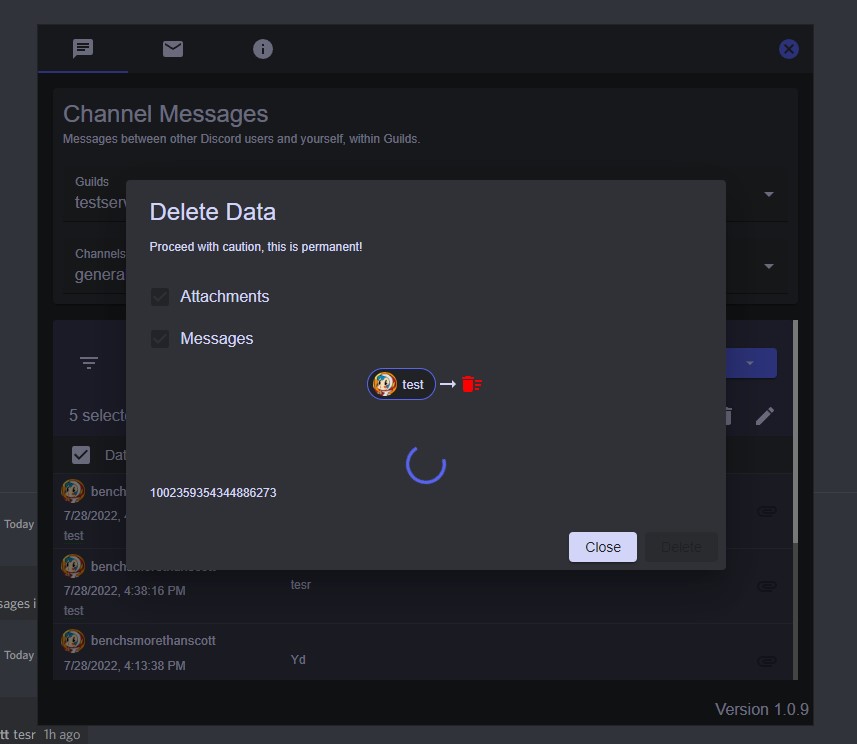 Channel Messages
Messages between other Discord users and yourself, within Guilds.
Guilds
testserv
Channels
genera
Delete Data
Proceed with caution, this is permanent!
Attachments
Messages
test
1002359354344886273
Close
Delete
5 selecte
Dat
bench
7/28/2022, 4
test
benchsmorethanscott
7/28/2022, 4:38:16 PM
tesr
test
benchsmorethanscott
7/28/2022, 4:13:38 PM
Yd
Version 1.0.9
Today
sages i
Today
tt tesr 1h ago